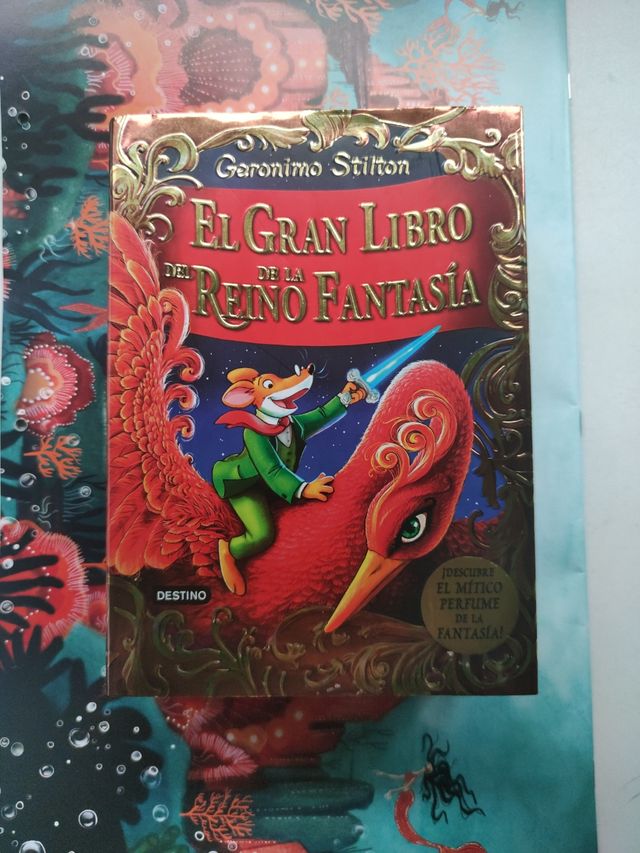 Geronimo Stilton
EL GRAN LIBRO
DEL REINO DE LA FANTASÍA
DESTINO
¡DESCUBRE
EL MÍTICO
PERFUME
DE LA
FANTASÍA!